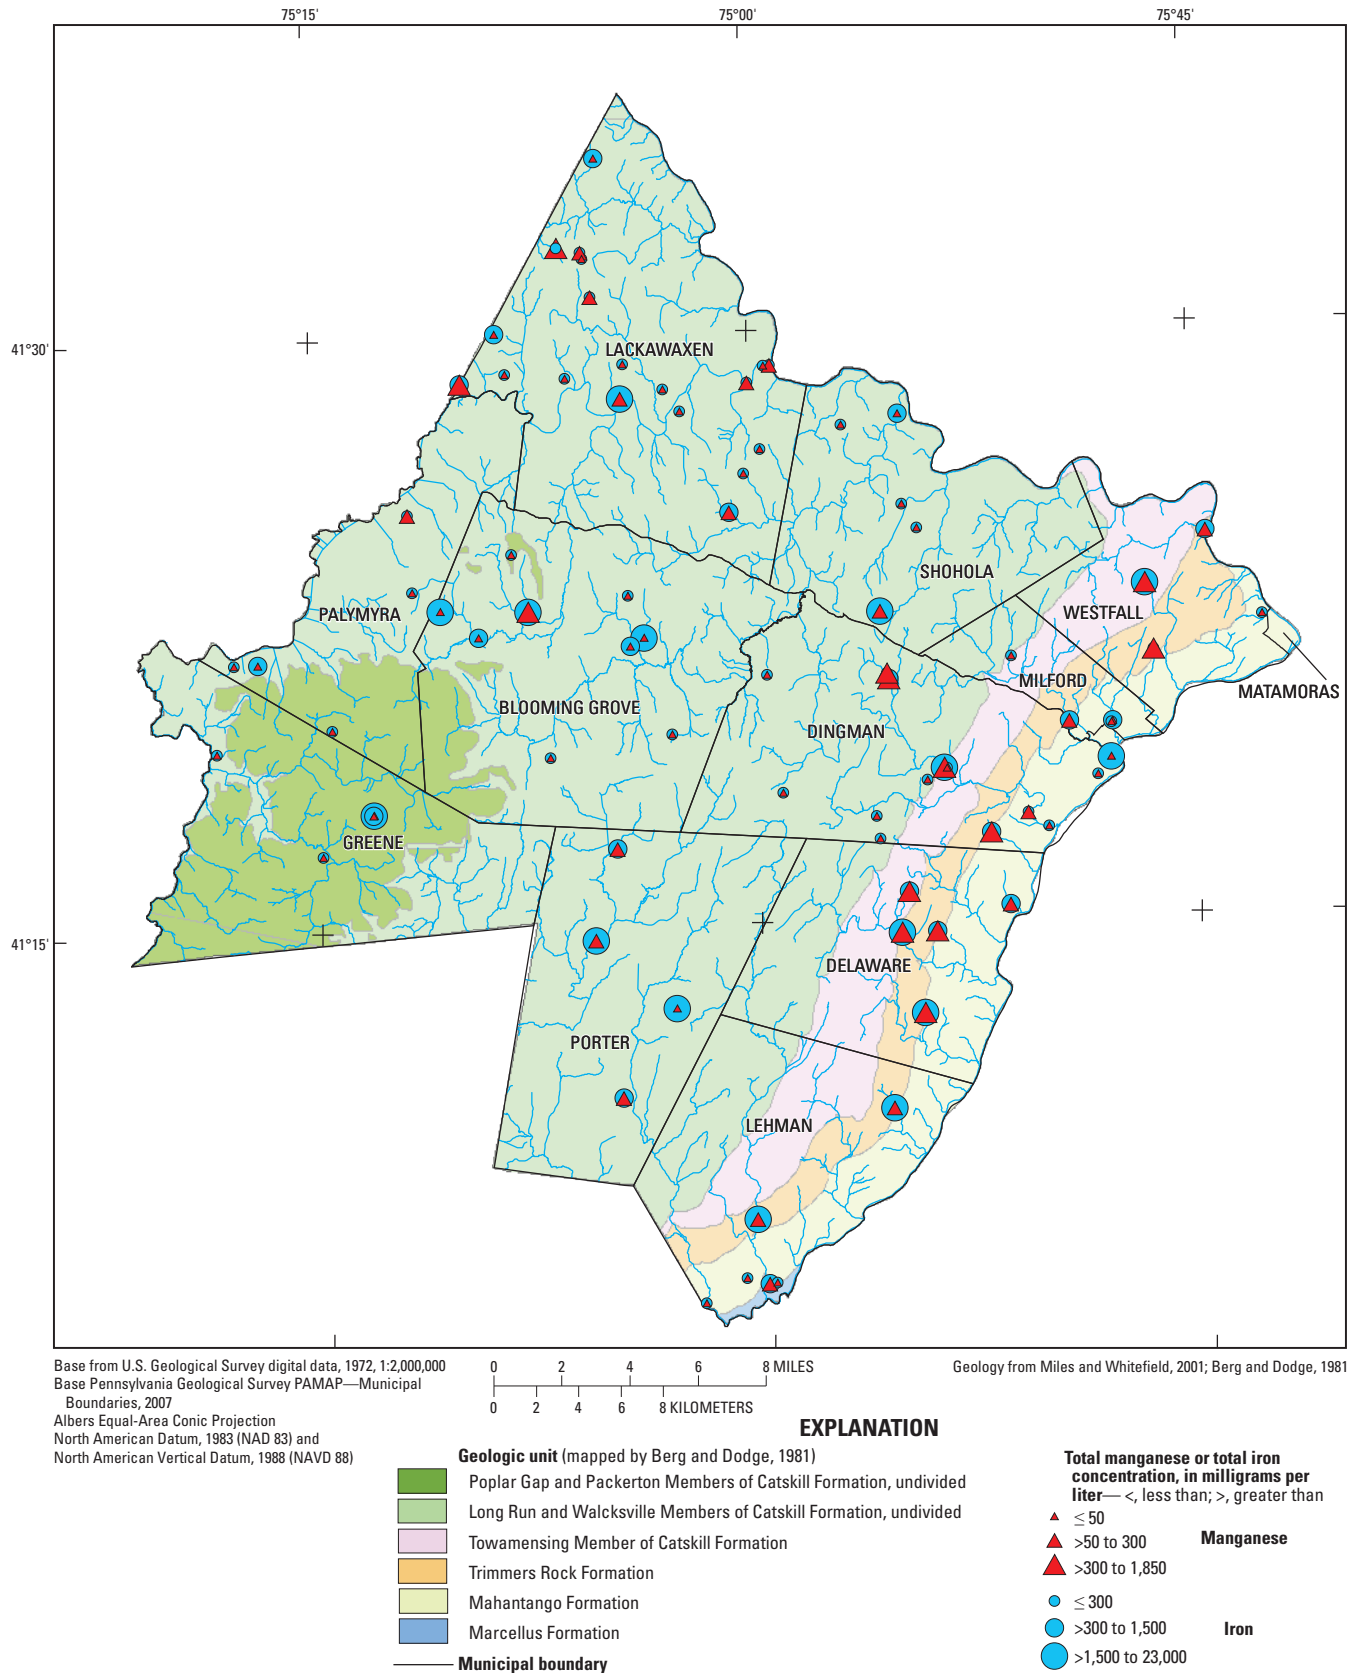 75°15'
75°00'
75°45'
41°30'
LACKAWAXEN
SHOHOLA
PALYMYRA
WESTFALL
MILFORD
MATAMORAS
BLOOMING GROVE
DINGMAN
GREENE
41°15'
DELAWARE
PORTER
LEHMAN
Base from U.S. Geological Survey digital data, 1972, 1:2,000,000
Base Pennsylvania Geological Survey PAMAP—Municipal
Boundaries, 2007
Albers Equal-Area Conic Projection
North American Datum, 1983 (NAD 83) and
North American Vertical Datum, 1988 (NAVD 88)
0 2 4 6 8 MILES
0 2 4 6 8 KILOMETERS
Geology from Miles and Whitefield, 2001; Berg and Dodge, 1981
EXPLANATION
Geologic unit (mapped by Berg and Dodge, 1981)
Poplar Gap and Packerton Members of Catskill Formation, undivided
Long Run and Walcksville Members of Catskill Formation, undivided
Towamensing Member of Catskill Formation
Trimmers Rock Formation
Mahantango Formation
Marcellus Formation
Municipal boundary
Total manganese or total iron
concentration, in milligrams per
liter— <, less than; >, greater than
≤ 50
>50 to 300
>300 to 1,850
Manganese
≤ 300
>300 to 1,500
>1,500 to 23,000
Iron